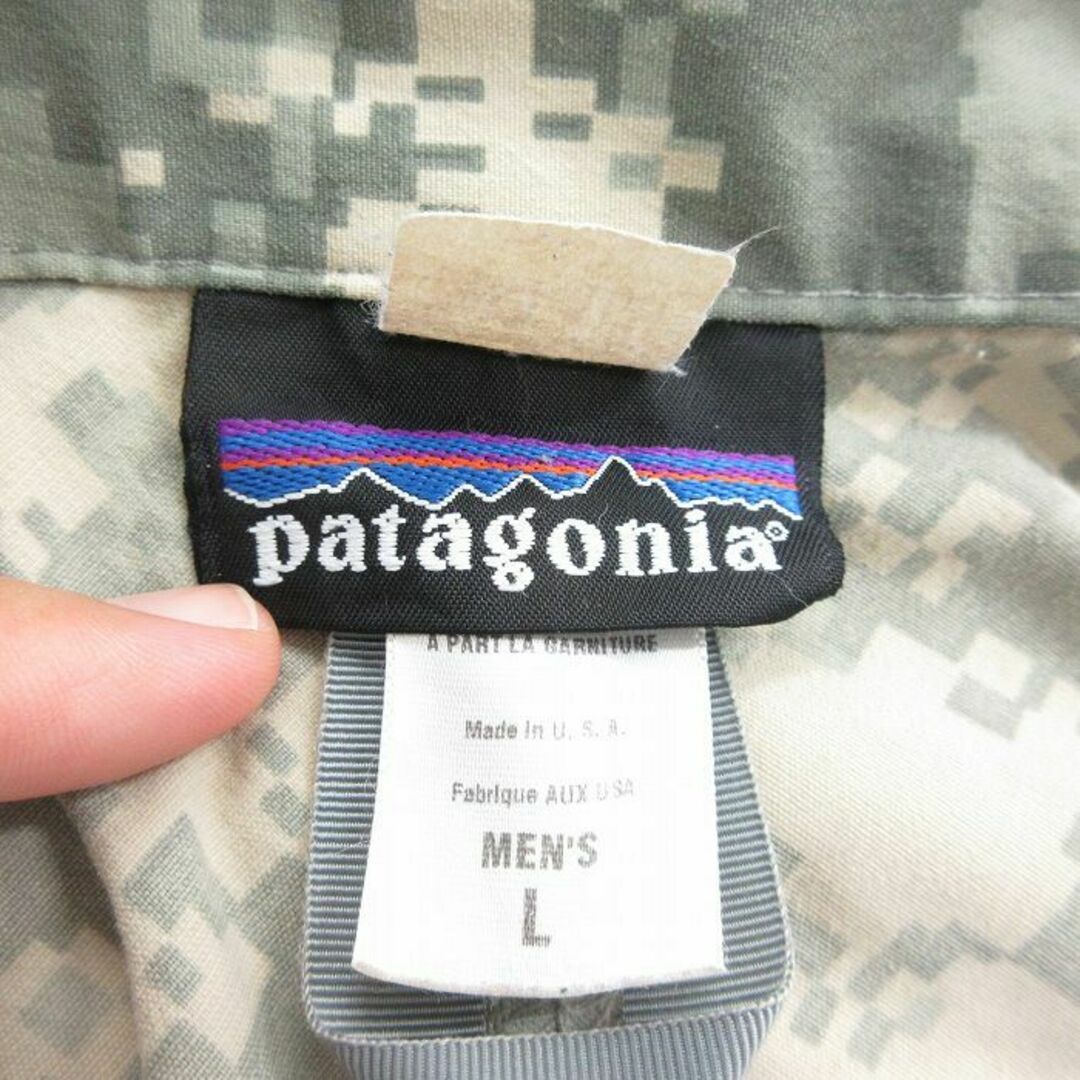 patagonia®
A PART LA GARNITURE
Made in U. S. A.
Fabrique AUX USA
MEN'S
L